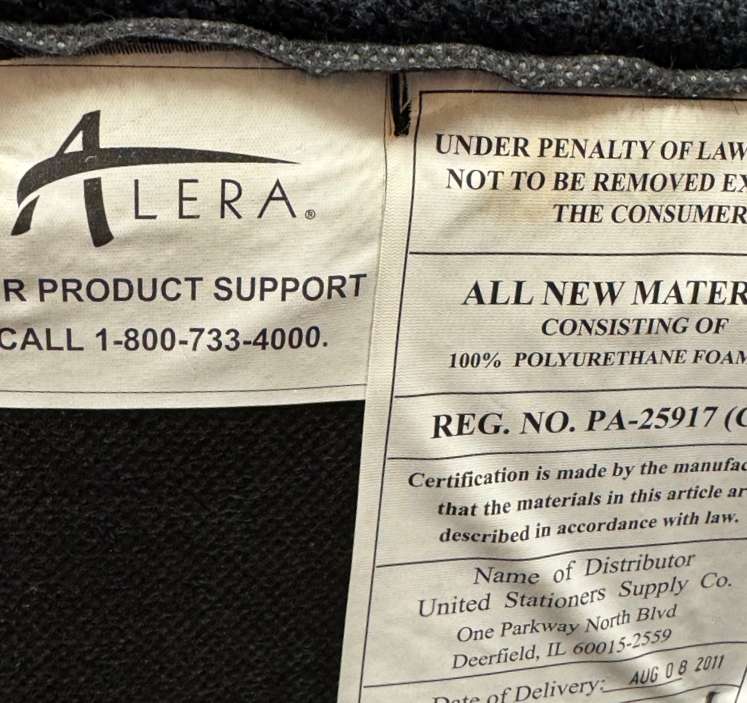 ALERA®
R PRODUCT SUPPORT
CALL 1-800-733-4000.
UNDER PENALTY OF LAW
NOT TO BE REMOVED EX
THE CONSUMER
ALL NEW MATER
CONSISTING OF
100% POLYURETHANE FOAM
REG. NO. PA-25917 (C
Certification is made by the manufac
that the materials in this article ar
described in accordance with law.
Name of Distributor
United Stationers Supply Co.
One Parkway North Blvd
Deerfield, IL 60015-2559
Date of Delivery: AUG 08 2011